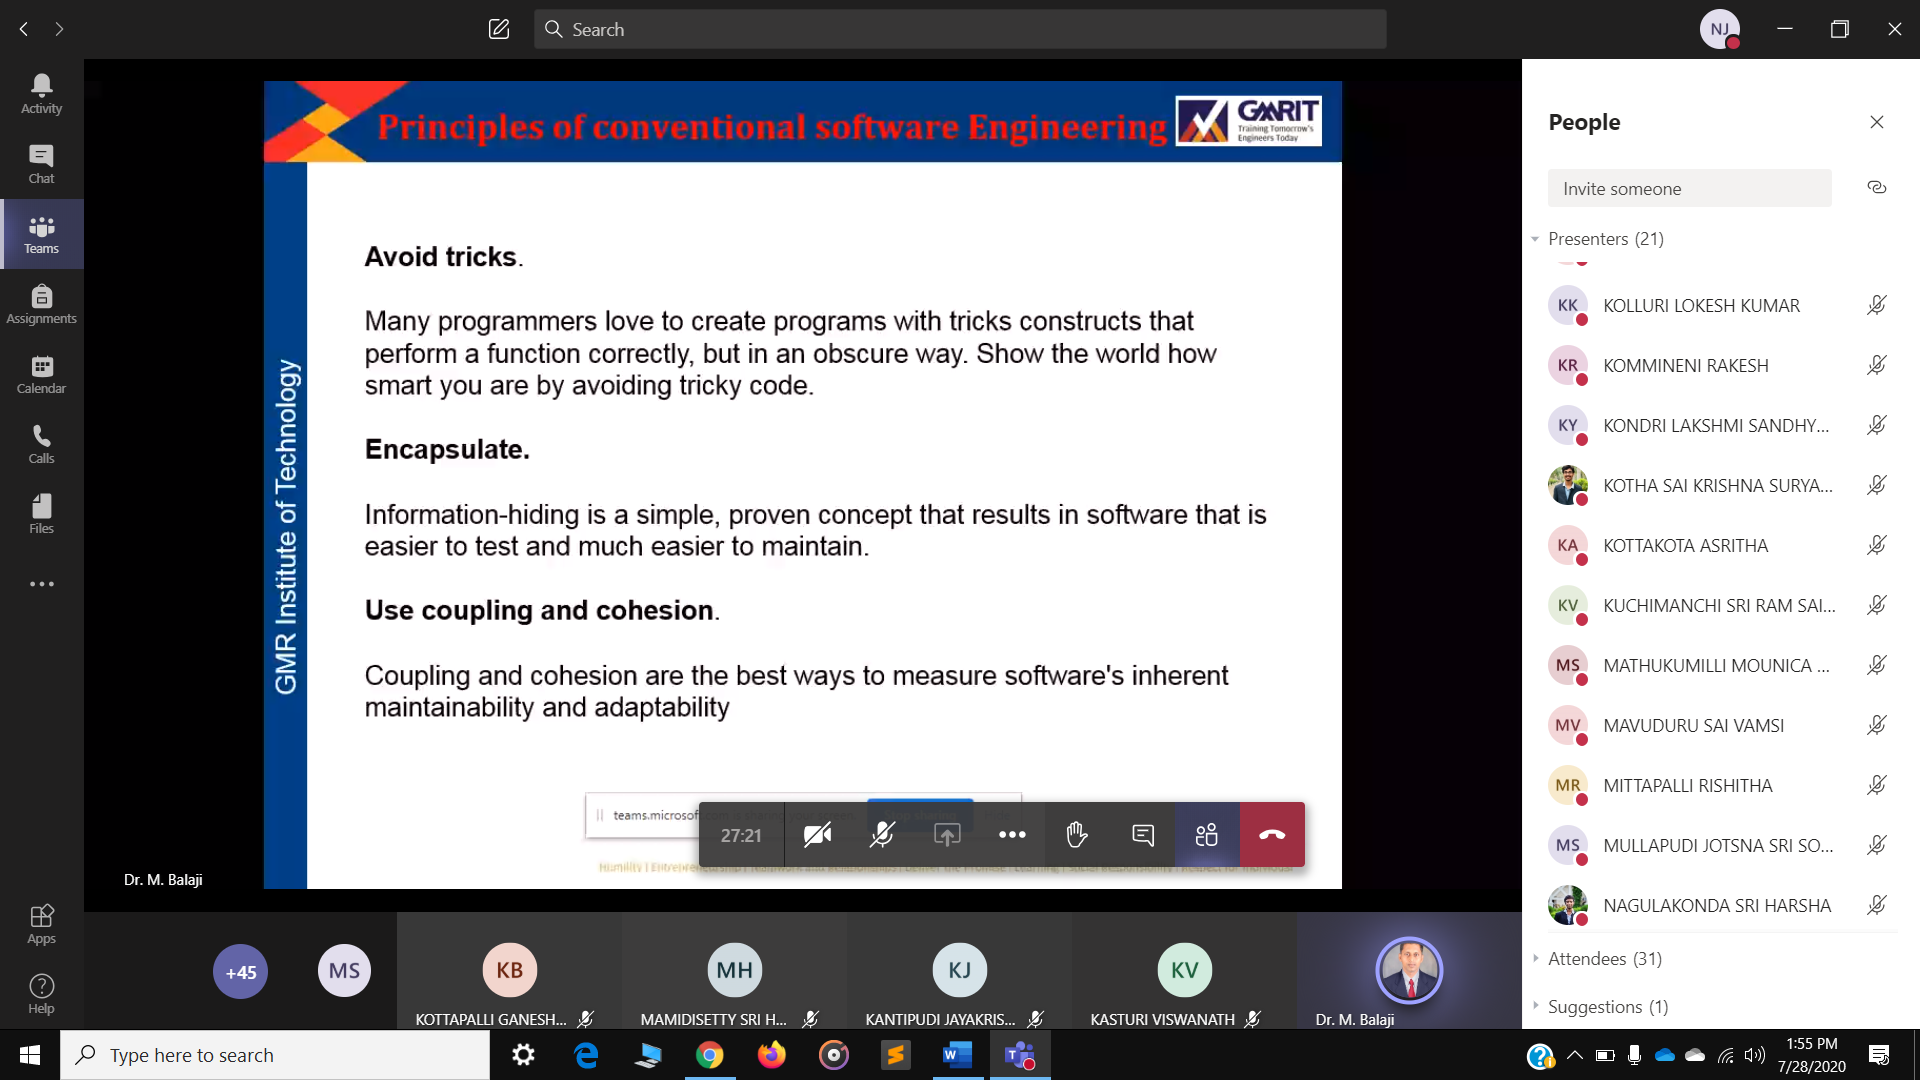 Search
NJ
Activity
Chat
Teams
Assignments
Calendar
Calls
Files
Apps
Help
Principles of conventional software Engineering
GMRIT
Training Tomorrow's
Engineers Today
GMR Institute of Technology
Avoid tricks.
Many programmers love to create programs with tricks constructs that
perform a function correctly, but in an obscure way. Show the world how
smart you are by avoiding tricky code.
Encapsulate.
Information-hiding is a simple, proven concept that results in software that is
easier to test and much easier to maintain.
Use coupling and cohesion.
Coupling and cohesion are the best ways to measure software's inherent
maintainability and adaptability
teams.microsoft
27:21
Dr. M. Balaji
People
Invite someone
Presenters (21)
KK KOLLURI LOKESH KUMAR
KR KOMMINENI RAKESH
KY KONDRI LAKSHMI SANDHY...
KOTHA SAI KRISHNA SURYA...
KA KOTTAKOTA ASRITHA
KV KUCHIMANCHI SRI RAM SAI...
MS MATHUKUMILLI MOUNICA ...
MV MAVUDURU SAI VAMSI
MR MITTAPALLI RISHITHA
MS MULLAPUDI JOTSNA SRI SO...
NAGULAKONDA SRI HARSHA
Attendees (31)
Suggestions (1)
+45
MS
KB
KOTTAPALLI GANESH...
MH
MAMIDISETTY SRI H...
KJ
KANTIPUDI JAYAKRIS...
KV
KASTURI VISWANATH
Dr. M. Balaji
Type here to search
1:55 PM
7/28/2020